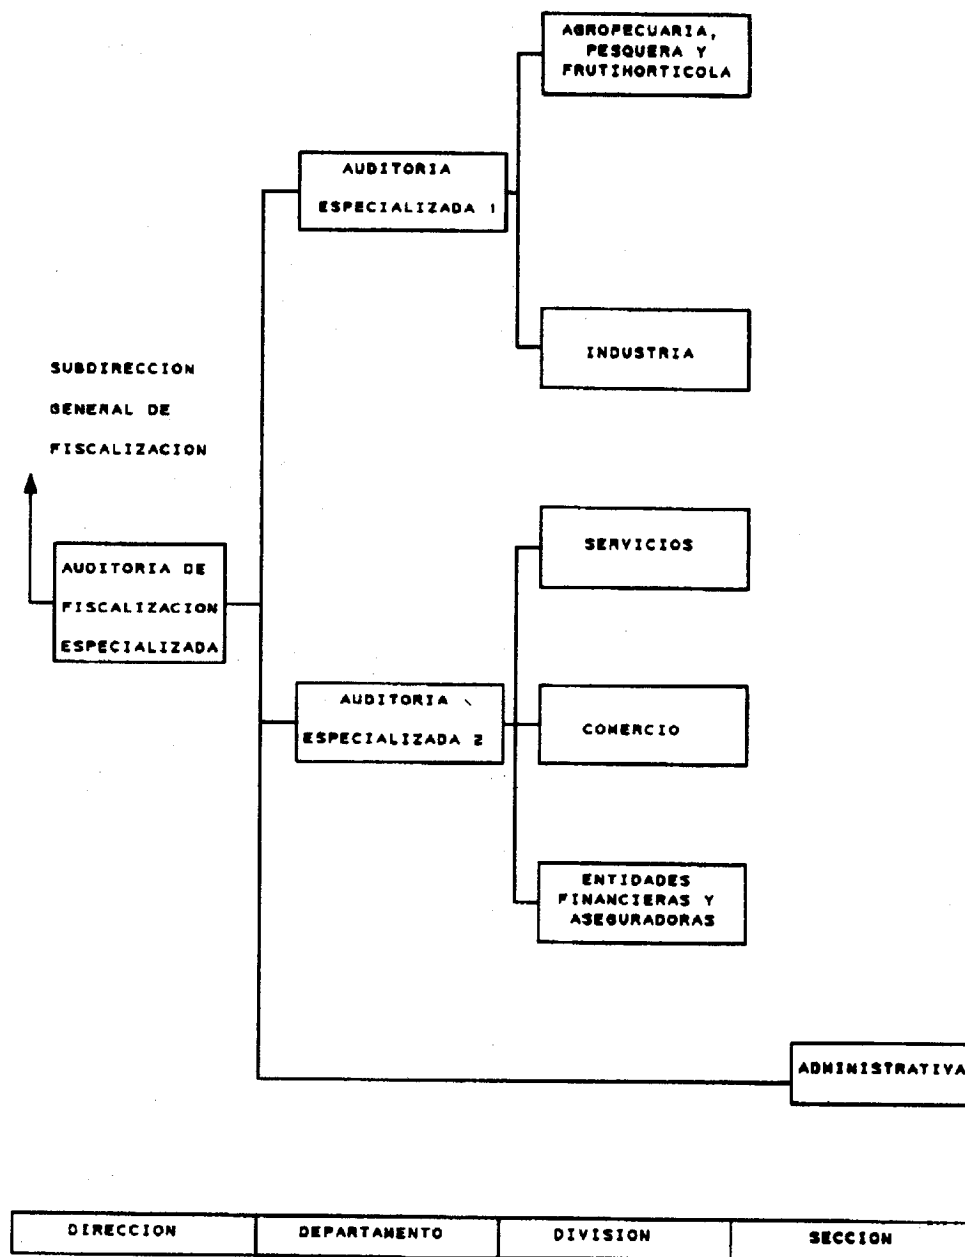 AGROPECUARIA,
PESQUERA Y
FRUTIHORTICOLA
AUDITORIA
ESPECIALIZADA 1
INDUSTRIA
SUBDIRECCION
GENERAL DE
FISCALIZACION
SERVICIOS
AUDITORIA DE
FISCALIZACION
ESPECIALIZADA
AUDITORIA
ESPECIALIZADA 2
COMERCIO
ENTIDADES
FINANCIERAS Y
ASEGURADORAS
ADMINISTRATIVA
DIRECCION DEPARTAMENTO DIVISION SECCION